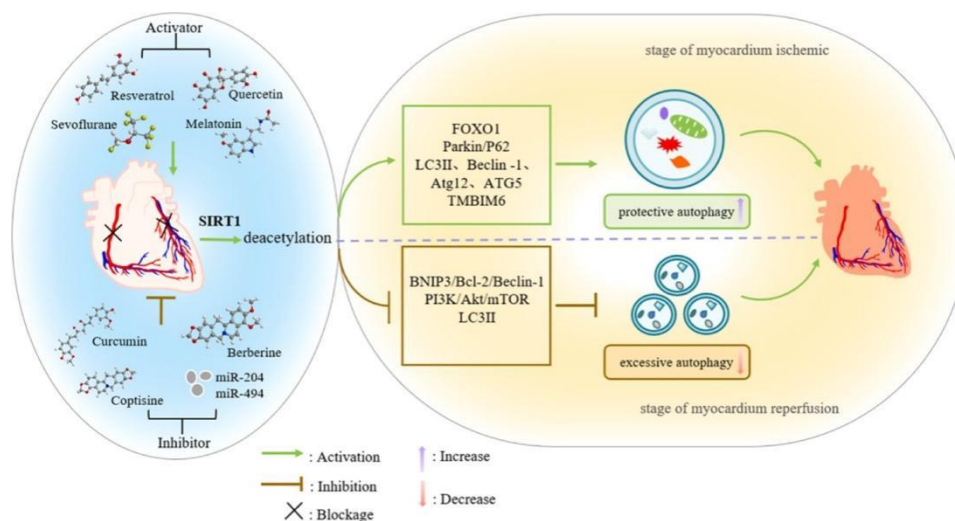 Activator
Resveratrol
Quercetin
Sevoflurane
Melatonin
SIRT1
deacetylation
Curcumin
Berberine
Coptisine
miR-204
miR-494
Inhibitor
stage of myocardium ischemic
FOXO1
Parkin/P62
LC3II、Beclin -1、
Atg12、ATG5
TMBIM6
protective autophagy
BNIP3/Bcl-2/Beclin-1
PI3K/Akt/mTOR
LC3II
excessive autophagy
stage of myocardium reperfusion
: Activation
: Inhibition
: Blockage
: Increase
: Decrease